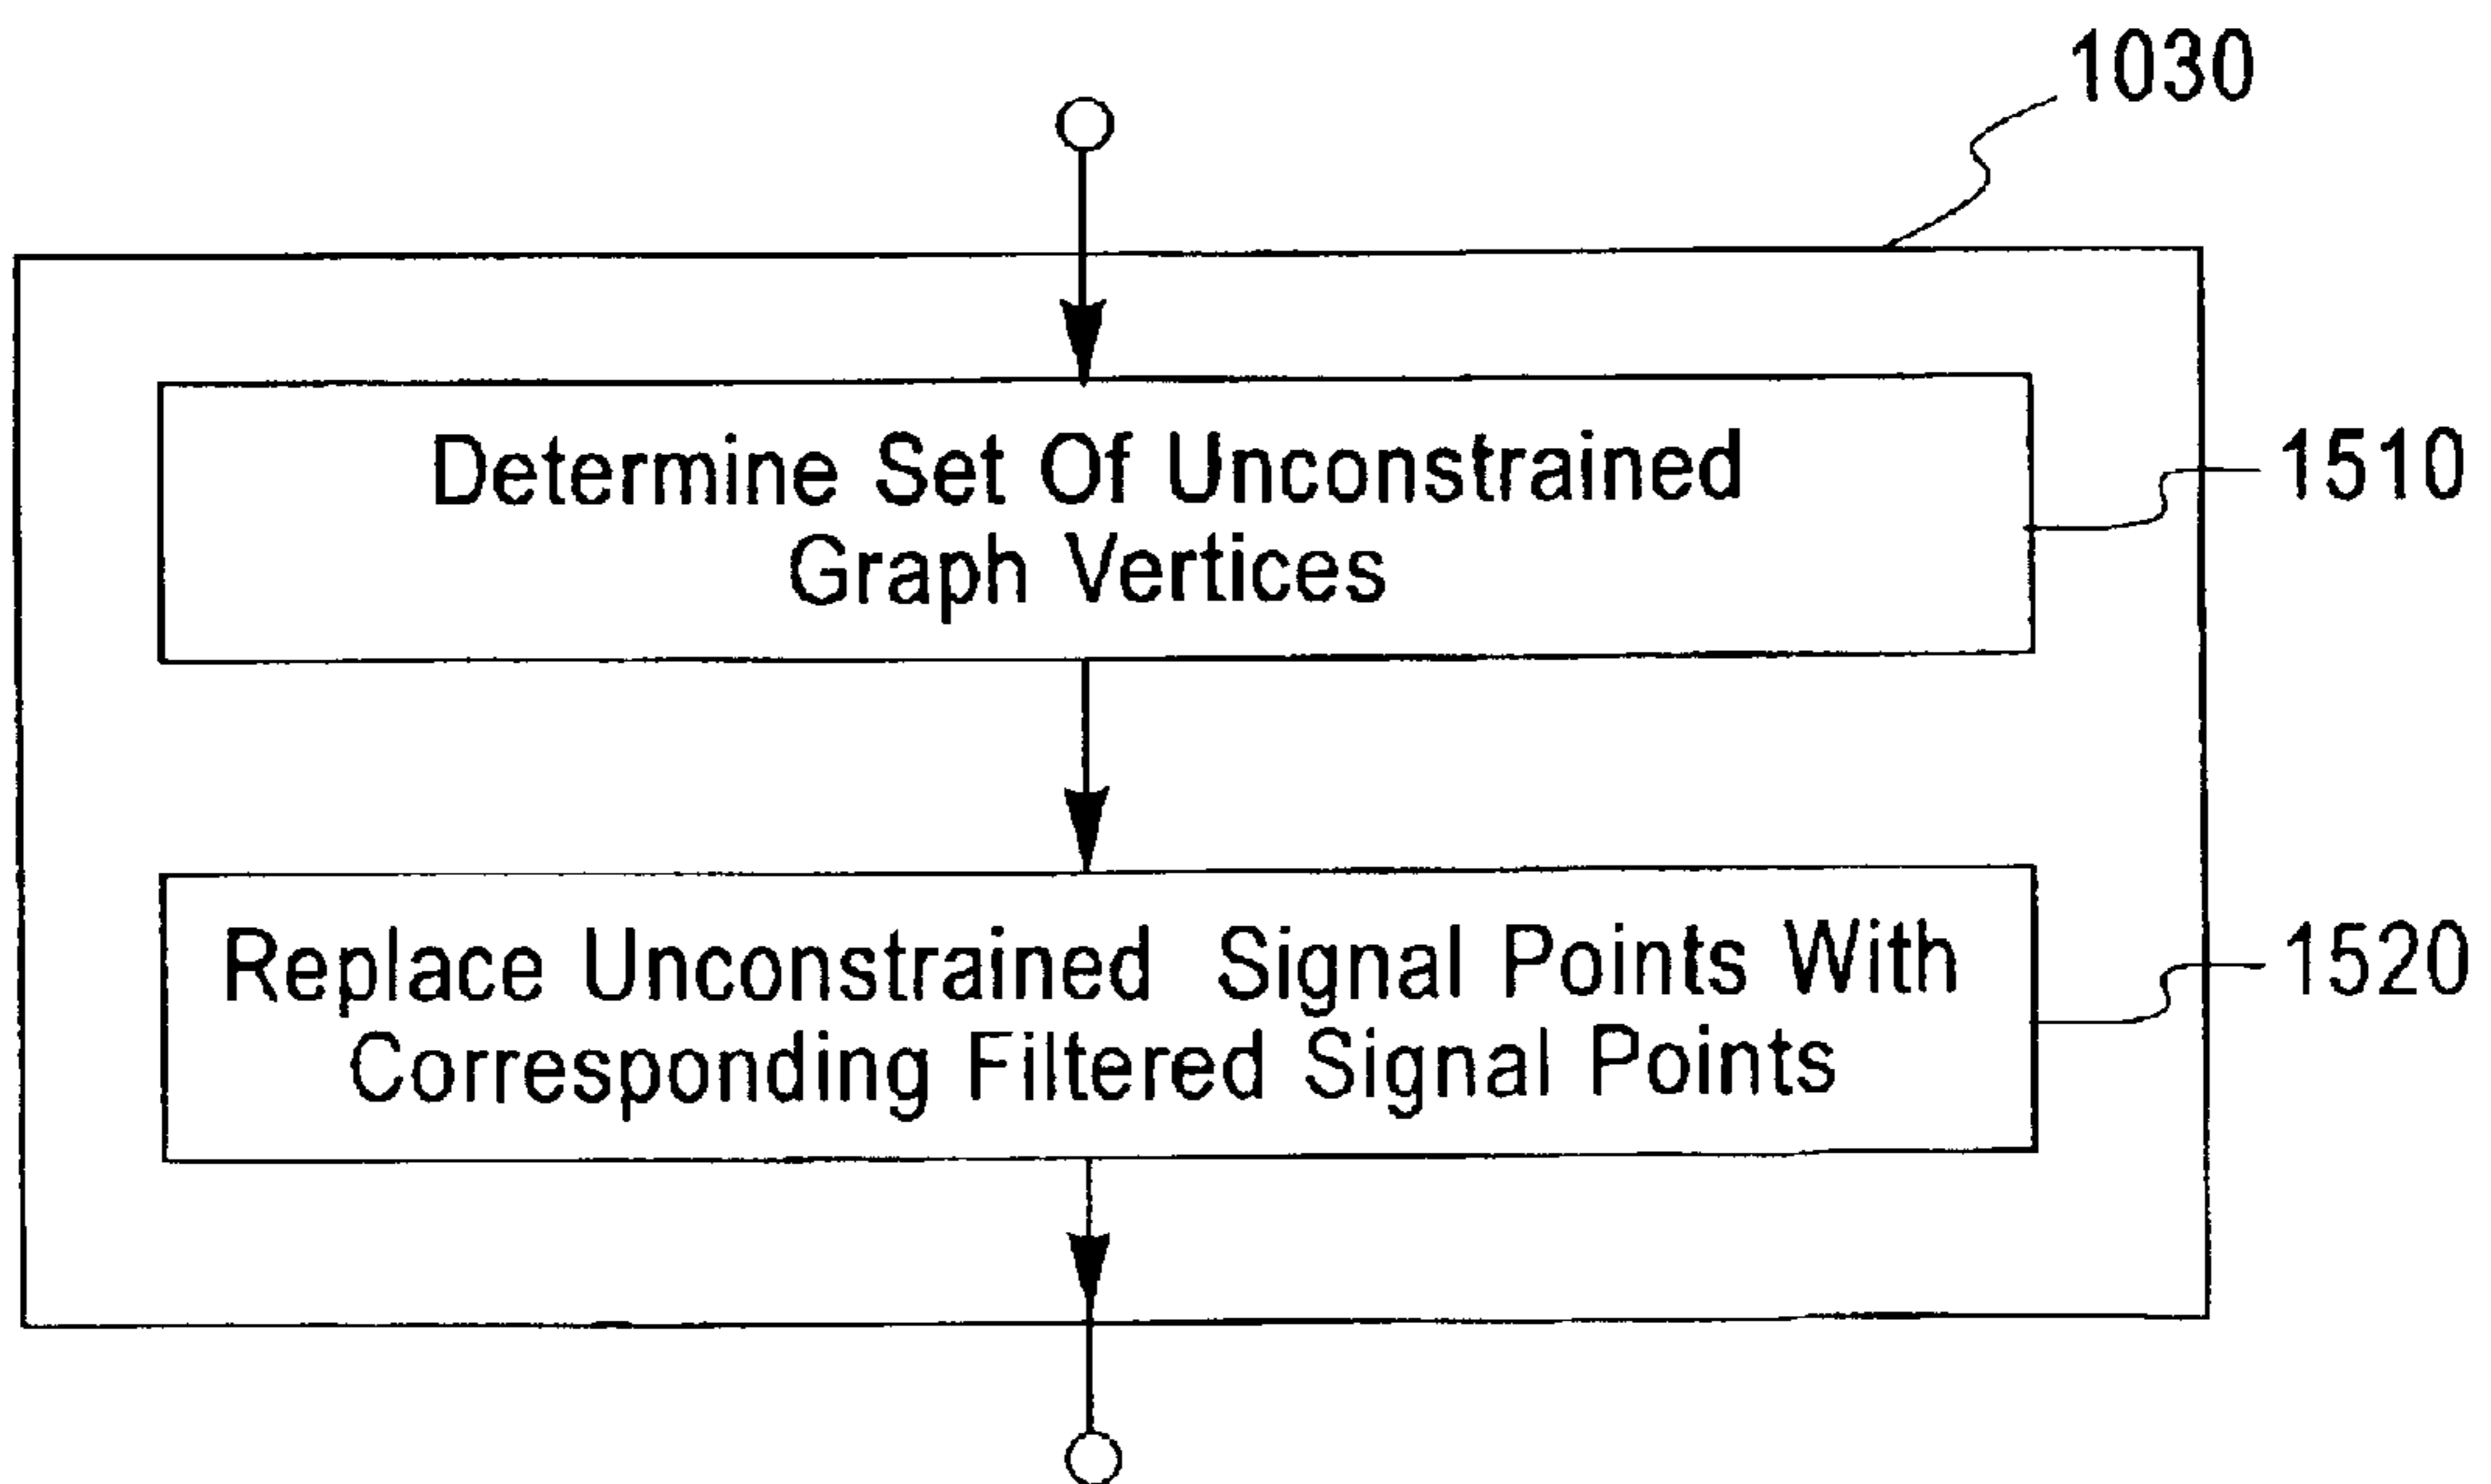 1030
Determine Set Of Unconstrained
Graph Vertices
1510
Replace Unconstrained Signal Points With
Corresponding Filtered Signal Points
1520